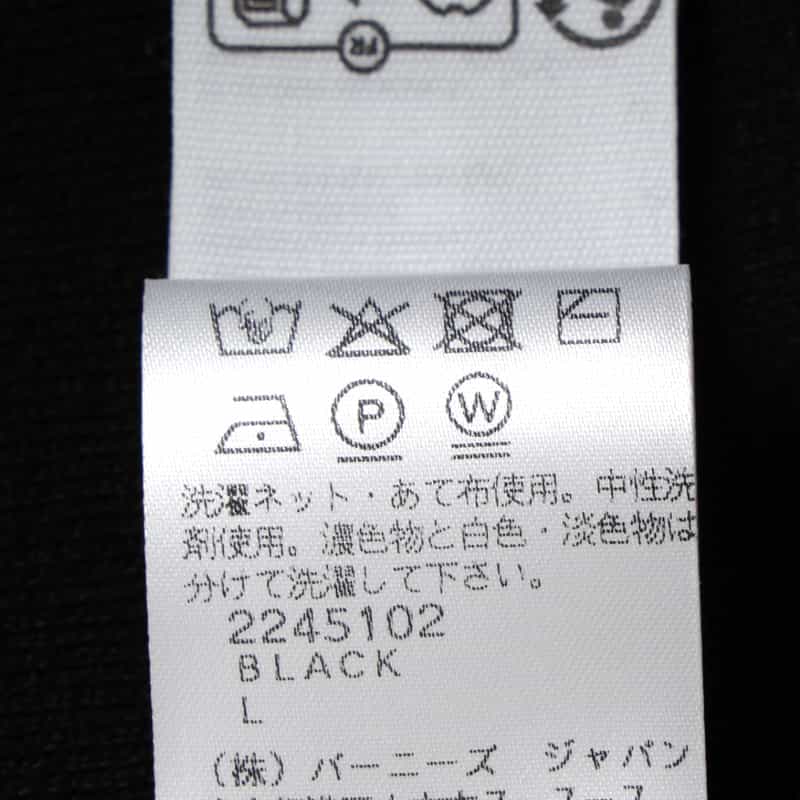 FR
P W
洗濯ネット・あて布使用。中性洗
剤使用。濃色物と白色・淡色物は
分けて洗濯して下さい。
2245102
BLACK
L
(株) バーニーズ ジャパン